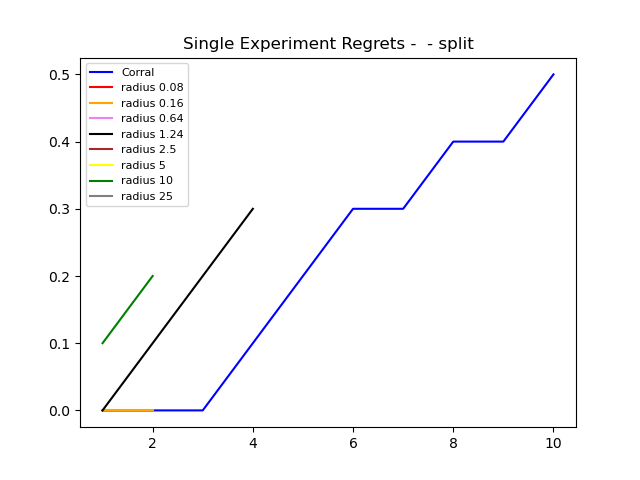 Single Experiment Regrets -  - split
Corral
radius 0.08
radius 0.16
radius 0.64
radius 1.24
radius 2.5
radius 5
radius 10
radius 25
0.5
0.4
0.3
0.2
0.1
0.0
2 4 6 8 10